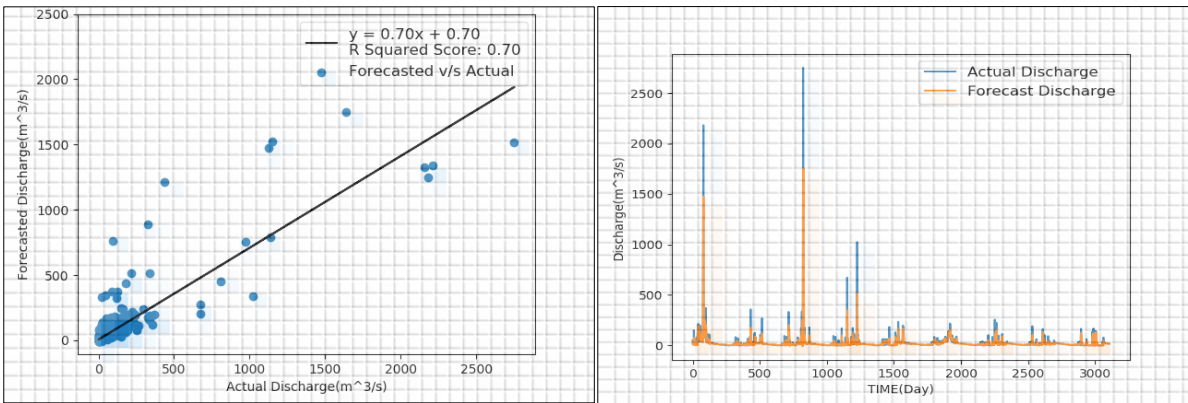 2500
2000
1500
1000
500
0
Forecasted Discharge(m^3/s)
y = 0.70x + 0.70
R Squared Score: 0.70
Forecasted v/s Actual
0
500
1000
1500
2000
2500
Actual Discharge(m^3/s)
2500
2000
1500
1000
500
0
Discharge(m^3/s)
Actual Discharge
Forecast Discharge
0
500
1000
1500
2000
2500
3000
TIME(Day)